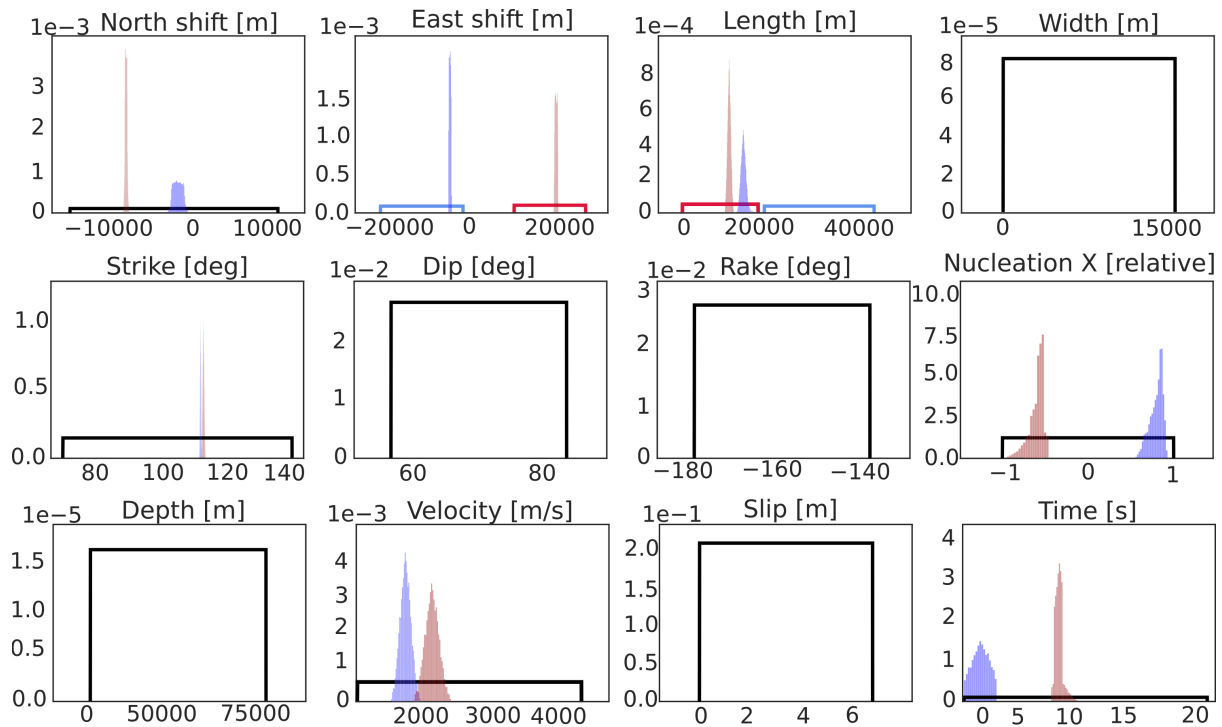 1e−3 North shift [m]
3
2
1
0
−10000 0 10000
1e−3 East shift [m]
1.5
1.0
0.5
0.0
−20000 0 20000
1e−4 Length [m]
8
6
4
2
0
0 20000 40000
1e−5 Width [m]
8
6
4
2
0
0 15000
Strike [deg]
1.0
0.5
0.0
80 100 120 140
1e−2 Dip [deg]
3
2
1
0
60 80
1e−2 Rake [deg]
3
2
1
0
−180 −160 −140
Nucleation X [relative]
10.0
7.5
5.0
2.5
0.0
−1 0 1
1e−5 Depth [m]
1.5
1.0
0.5
0.0
0 50000 75000
1e−3 Velocity [m/s]
4
3
2
1
0
2000 4000
1e−1 Slip [m]
2.0
1.5
1.0
0.5
0.0
0 2 4 6
Time [s]
4
3
2
1
0
0 5 10 15 20